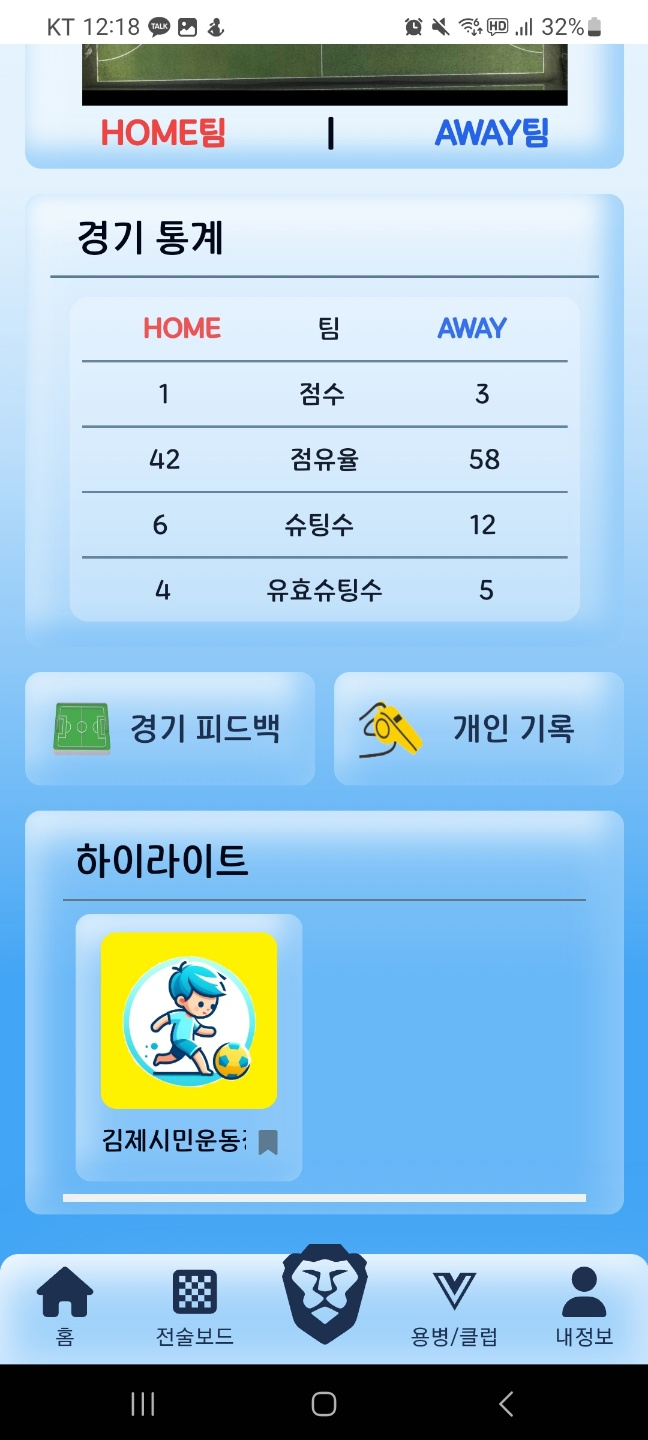 KT 12:18 TALK HD 32%
HOME팀 | AWAY팀
경기 통계
HOME 팀 AWAY
1 점수 3
42 점유율 58
6 슈팅수 12
4 유효슈팅수 5
경기 피드백 개인 기록
하이라이트
김제시민운동
홈 전술보드 용병/클럽 내정보